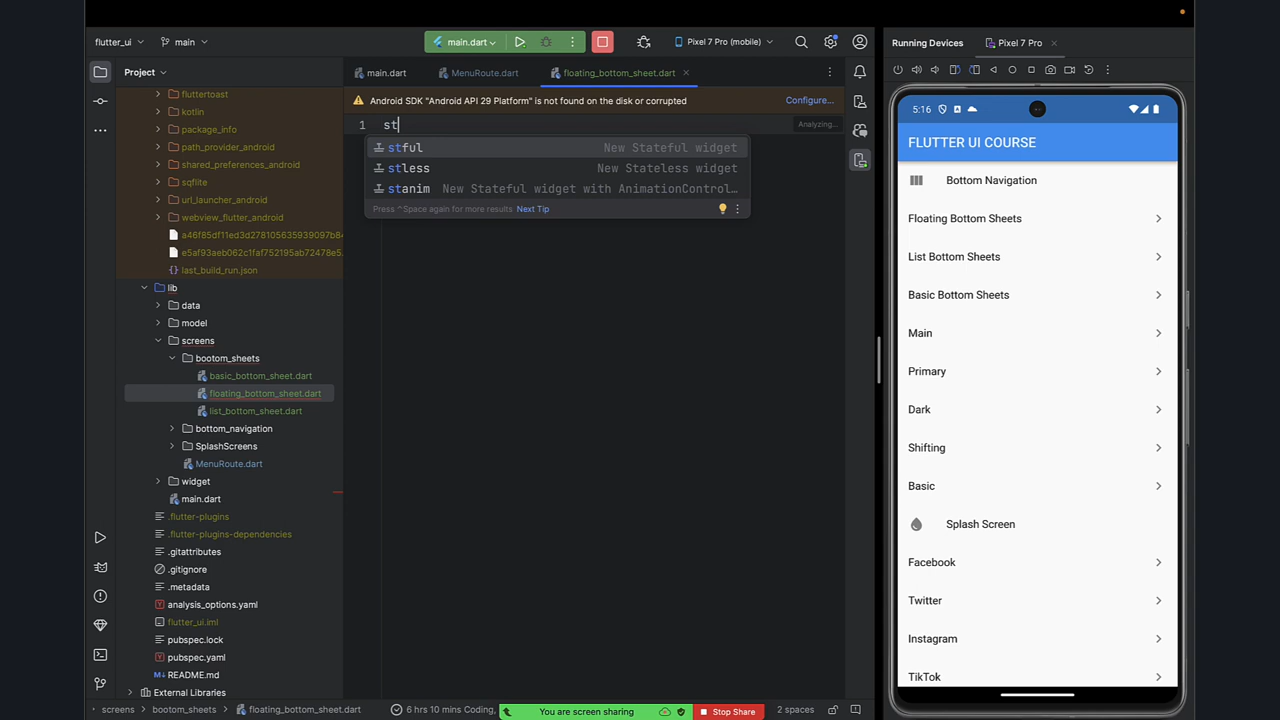 flutter_ui
main
main.dart
Pixel 7 Pro (mobile)
Running Devices
Pixel 7 Pro
Project
main.dart
MenuRoute.dart
floating_bottom_sheet.dart
Android SDK "Android API 29 Platform" is not found on the disk or corrupted
Configure...
fluttertoast
kotlin
package_info
path_provider_android
shared_preferences_android
sqflite
url_launcher_android
webview_flutter_android
a46f85df11ed3d278105635939097b84
e5af93aeb062c1faf752195ab72478e5.
last_build_run.json
lib
data
model
screens
bootom_sheets
basic_bottom_sheet.dart
floating_bottom_sheet.dart
list_bottom_sheet.dart
bottom_navigation
SplashScreens
MenuRoute.dart
widget
main.dart
.flutter-plugins
.flutter-plugins-dependencies
.gitattributes
.gitignore
.metadata
analysis_options.yaml
flutter_ui.iml
pubspec.lock
pubspec.yaml
README.md
External Libraries
1 st
Analyzing...
stful New Stateful widget
stless New Stateless widget
stanim New Stateful widget with AnimationControl...
Press ^Space again for more results Next Tip
5:16
FLUTTER UI COURSE
Bottom Navigation
Floating Bottom Sheets
List Bottom Sheets
Basic Bottom Sheets
Main
Primary
Dark
Shifting
Basic
Splash Screen
Facebook
Twitter
Instagram
TikTok
screens
bootom_sheets
floating_bottom_sheet.dart
6 hrs 10 mins Coding,
You are screen sharing
Stop Share
2 spaces